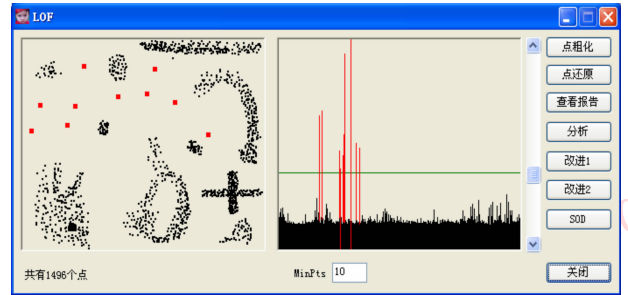 LOF
点粗化
点还原
查看报告
分析
改进1
改进2
SOD
共有1496个点
MinPts 10
关闭